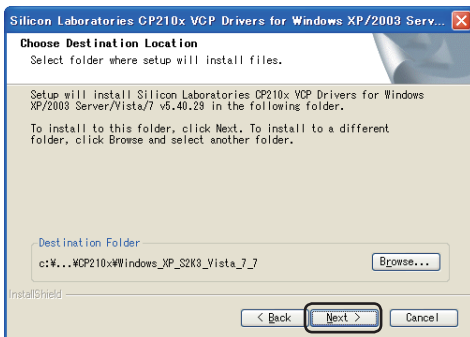 Silicon Laboratories CP210x VCP Drivers for Windows XP/2003 Serv...
Choose Destination Location
Select folder where setup will install files.
Setup will install Silicon Laboratories CP210x VCP Drivers for Windows
XP/2003 Server/Vista/7 v5.40.29 in the following folder.
To install to this folder, click Next. To install to a different
folder, click Browse and select another folder.
Destination Folder
c:¥...¥CP210x¥Windows_XP_S2K3_Vista_7_7
Browse...
InstallShield
< Back
Next >
Cancel